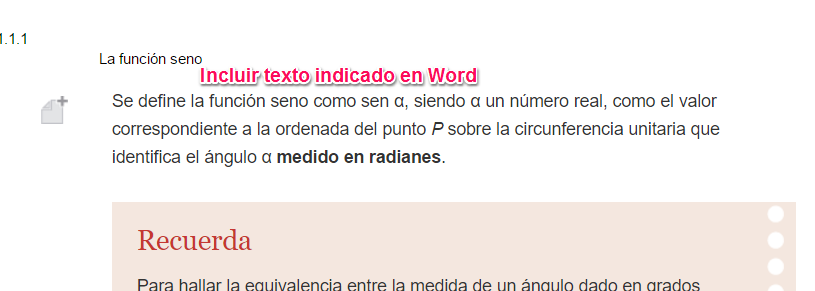 1.1.1
La función seno
Incluir texto indicado en Word
Se define la función seno como sen α, siendo α un número real, como el valor
correspondiente a la ordenada del punto P sobre la circunferencia unitaria que
identifica el ángulo α medido en radianes.
Recuerda
Para hallar la equivalencia entre la medida de un ángulo dado en grados